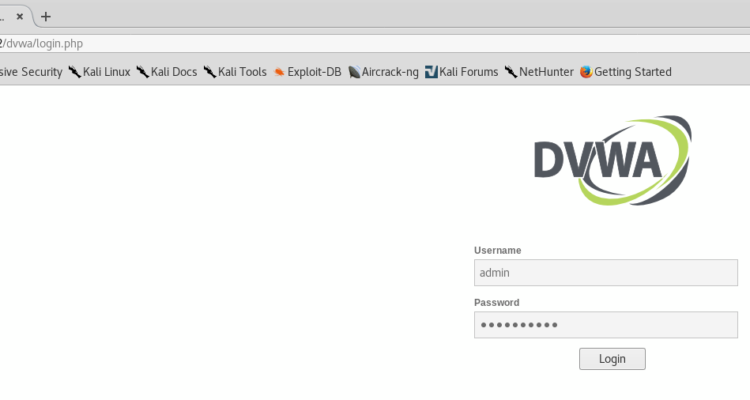 2/dvwa/login.php
sive Security Kali Linux Kali Docs Kali Tools Exploit-DB Aircrack-ng Kali Forums NetHunter Getting Started
DVWA
Username
admin
Password
••••••••••
Login